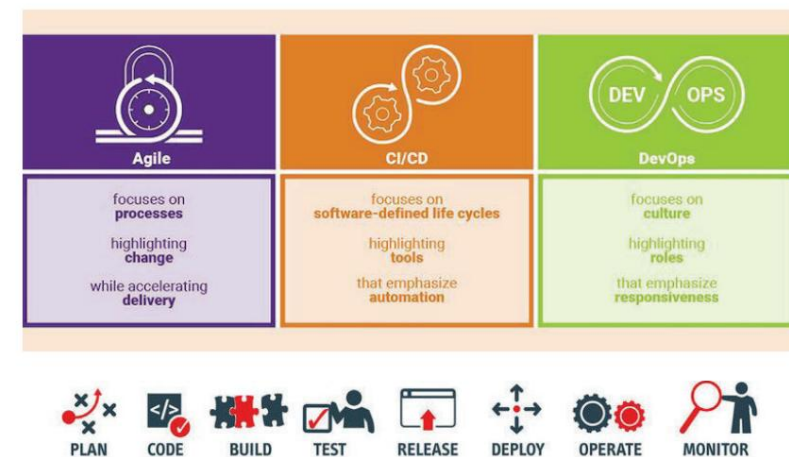 Agile
CI/CD
DEV OPS
DevOps
focuses on
processes
highlighting
change
while accelerating
delivery
focuses on
software-defined life cycles
highlighting
tools
that emphasize
automation
focuses on
culture
highlighting
roles
that emphasize
responsiveness
</>
PLAN
CODE
BUILD
TEST
RELEASE
DEPLOY
OPERATE
MONITOR